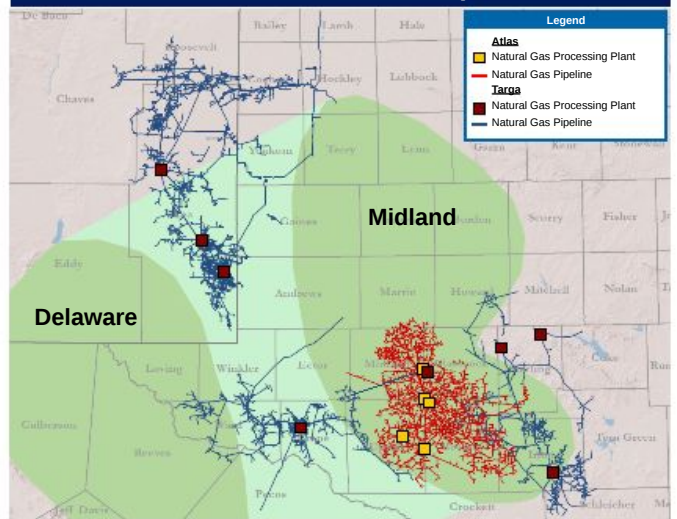 Legend
Atlas
Natural Gas Processing Plant
Natural Gas Pipeline
Targa
Natural Gas Processing Plant
Natural Gas Pipeline
De Baca
Bailey
Lamb
Hale
Roosevelt
Hockley
Lubbock
Chaves
Yoakum
Terry
Lynn
Garza
Kent
Stonewall
Midland
Gaines
Scurry
Fisher
Eddy
Andrews
Martin
Howard
Mitchell
Nolan
Delaware
Loving
Winkler
Ector
Coke
Culberson
Reeves
Tom Green
Pecos
Crockett
Schleicher
Jeff Davis